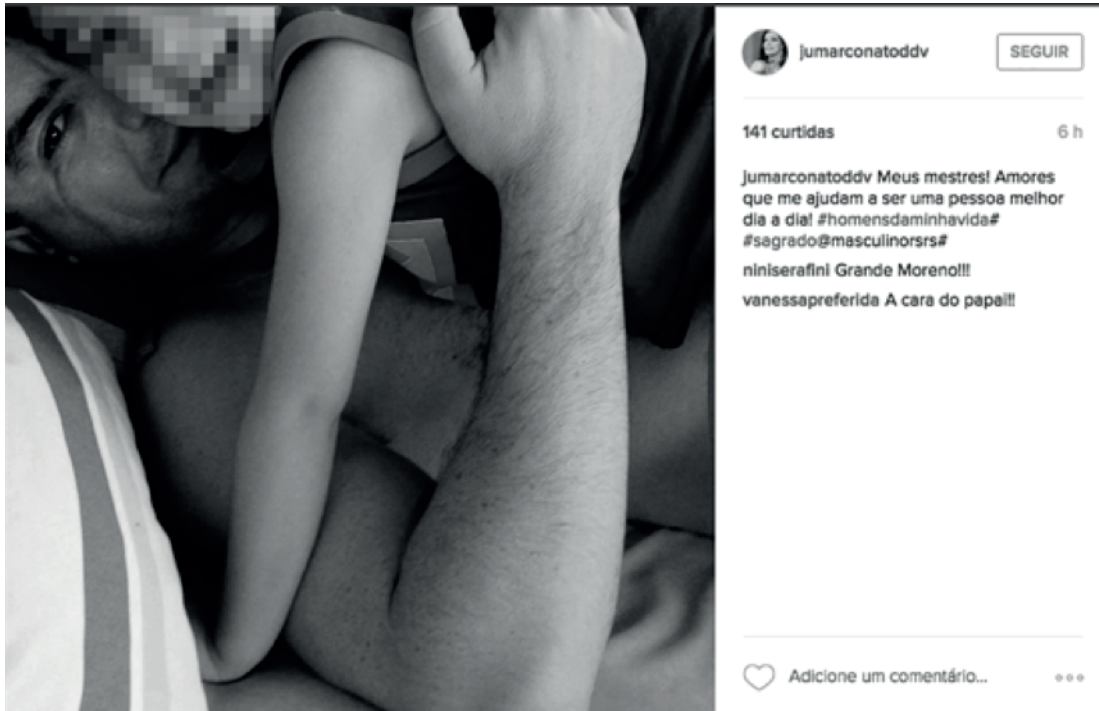 jumarconatoddv
SEGUIR
141 curtidas
6 h
jumarconatoddv Meus mestres! Amores
que me ajudam a ser uma pessoa melhor
dia a dia! #homensdaminhavida#
#sagrado@masculinorsrs#
niniserafini Grande Moreno!!!
vanessapreferida A cara do papai!!
Adicione um comentário...